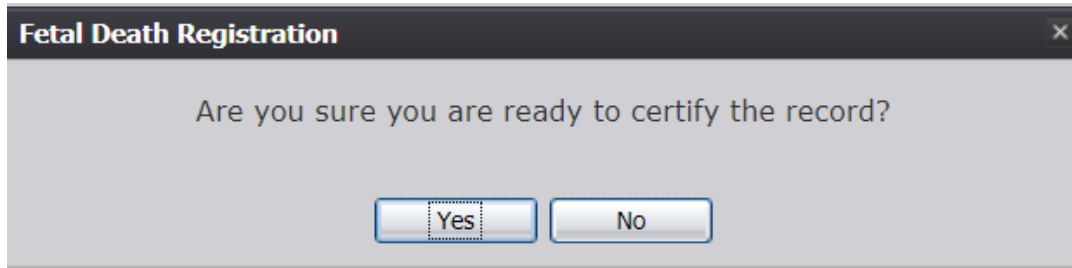 Fetal Death Registration
Are you sure you are ready to certify the record?
Yes No